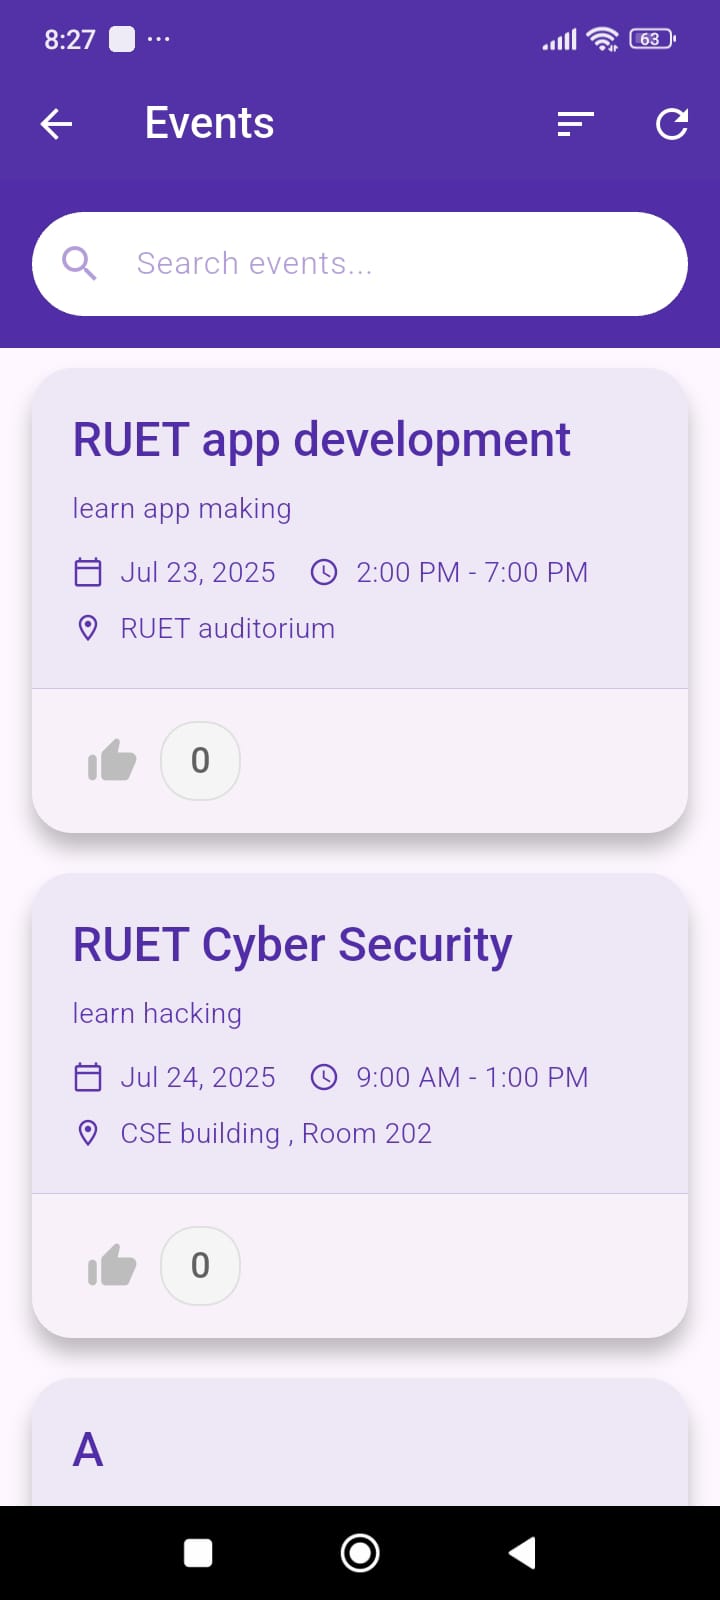 8:27 63
Events
Search events...
RUET app development
learn app making
Jul 23, 2025 2:00 PM - 7:00 PM
RUET auditorium
0
RUET Cyber Security
learn hacking
Jul 24, 2025 9:00 AM - 1:00 PM
CSE building , Room 202
0
A